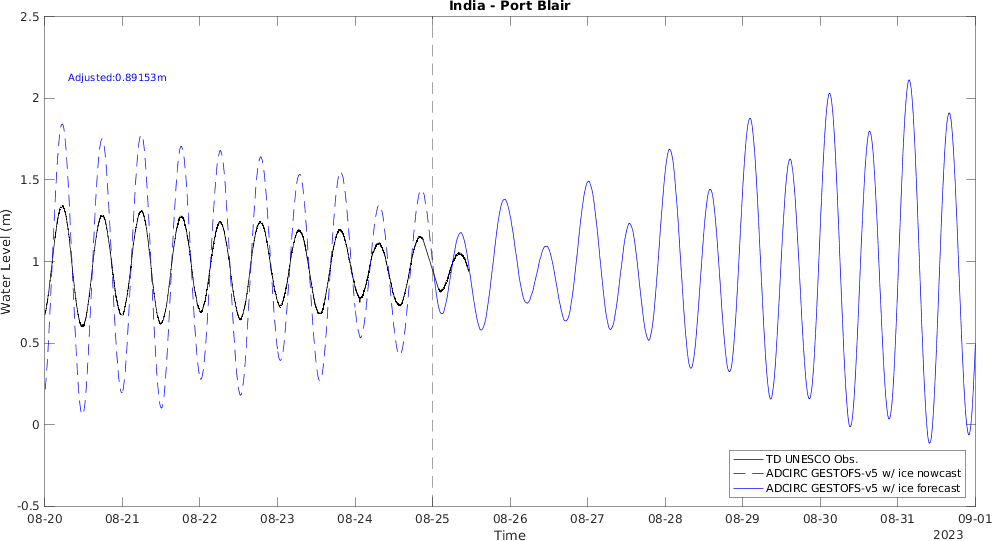 India - Port Blair
2.5
2
1.5
1
0.5
0
-0.5
Water Level (m)
Adjusted:0.89153m
TD UNESCO Obs.
ADCIRC GESTOFS-v5 w/ ice nowcast
ADCIRC GESTOFS-v5 w/ ice forecast
08-20 08-21 08-22 08-23 08-24 08-25 08-26 08-27 08-28 08-29 08-30 08-31 09-01
Time
2023